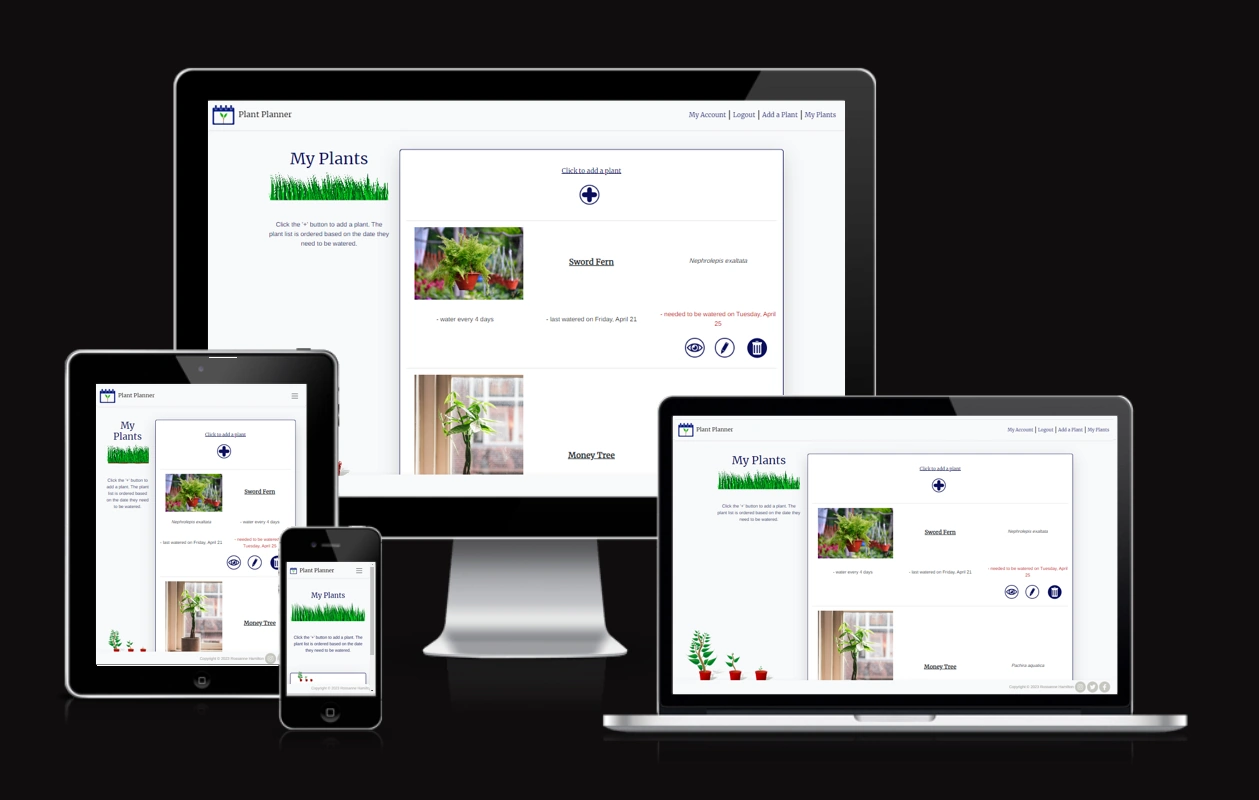 Plant Planner
My Account | Logout | Add a Plant | My Plants
My Plants
Click the '+' button to add a plant. The
plant list is ordered based on the date they
need to be watered.
Click to add a plant
Sword Fern
Nephrolepis exaltata
- water every 4 days
- last watered on Friday, April 21
- needed to be watered on Tuesday, April
25
Money Tree
Plant Planner
My
Plants
Click the '+' button to
add a plant. The plant
list is ordered based
on the date they need
to be watered.
Click to add a plant
Sword Fern
Nephrolepis exaltata
- water every 4 days
- last watered on Friday, April 21
- needed to be watered
Tuesday, April 25
Money Tree
Copyright © 2023
Plant Planner
My Plants
Click the '+' button to add a plant. The
plant list is ordered based on the date
they need to be watered.
Copyright © 2023
Plant Planner
My Account | Logout | Add a Plant | My Plants
My Plants
Click the '+' button to add a plant. The
plant list is ordered based on the date they
need to be watered.
Click to add a plant
Sword Fern
Nephrolepis exaltata
- water every 4 days
- last watered on Friday, April 21
- needed to be watered on Tuesday, April
25
Money Tree
Pachira aquatica
Copyright © 2023